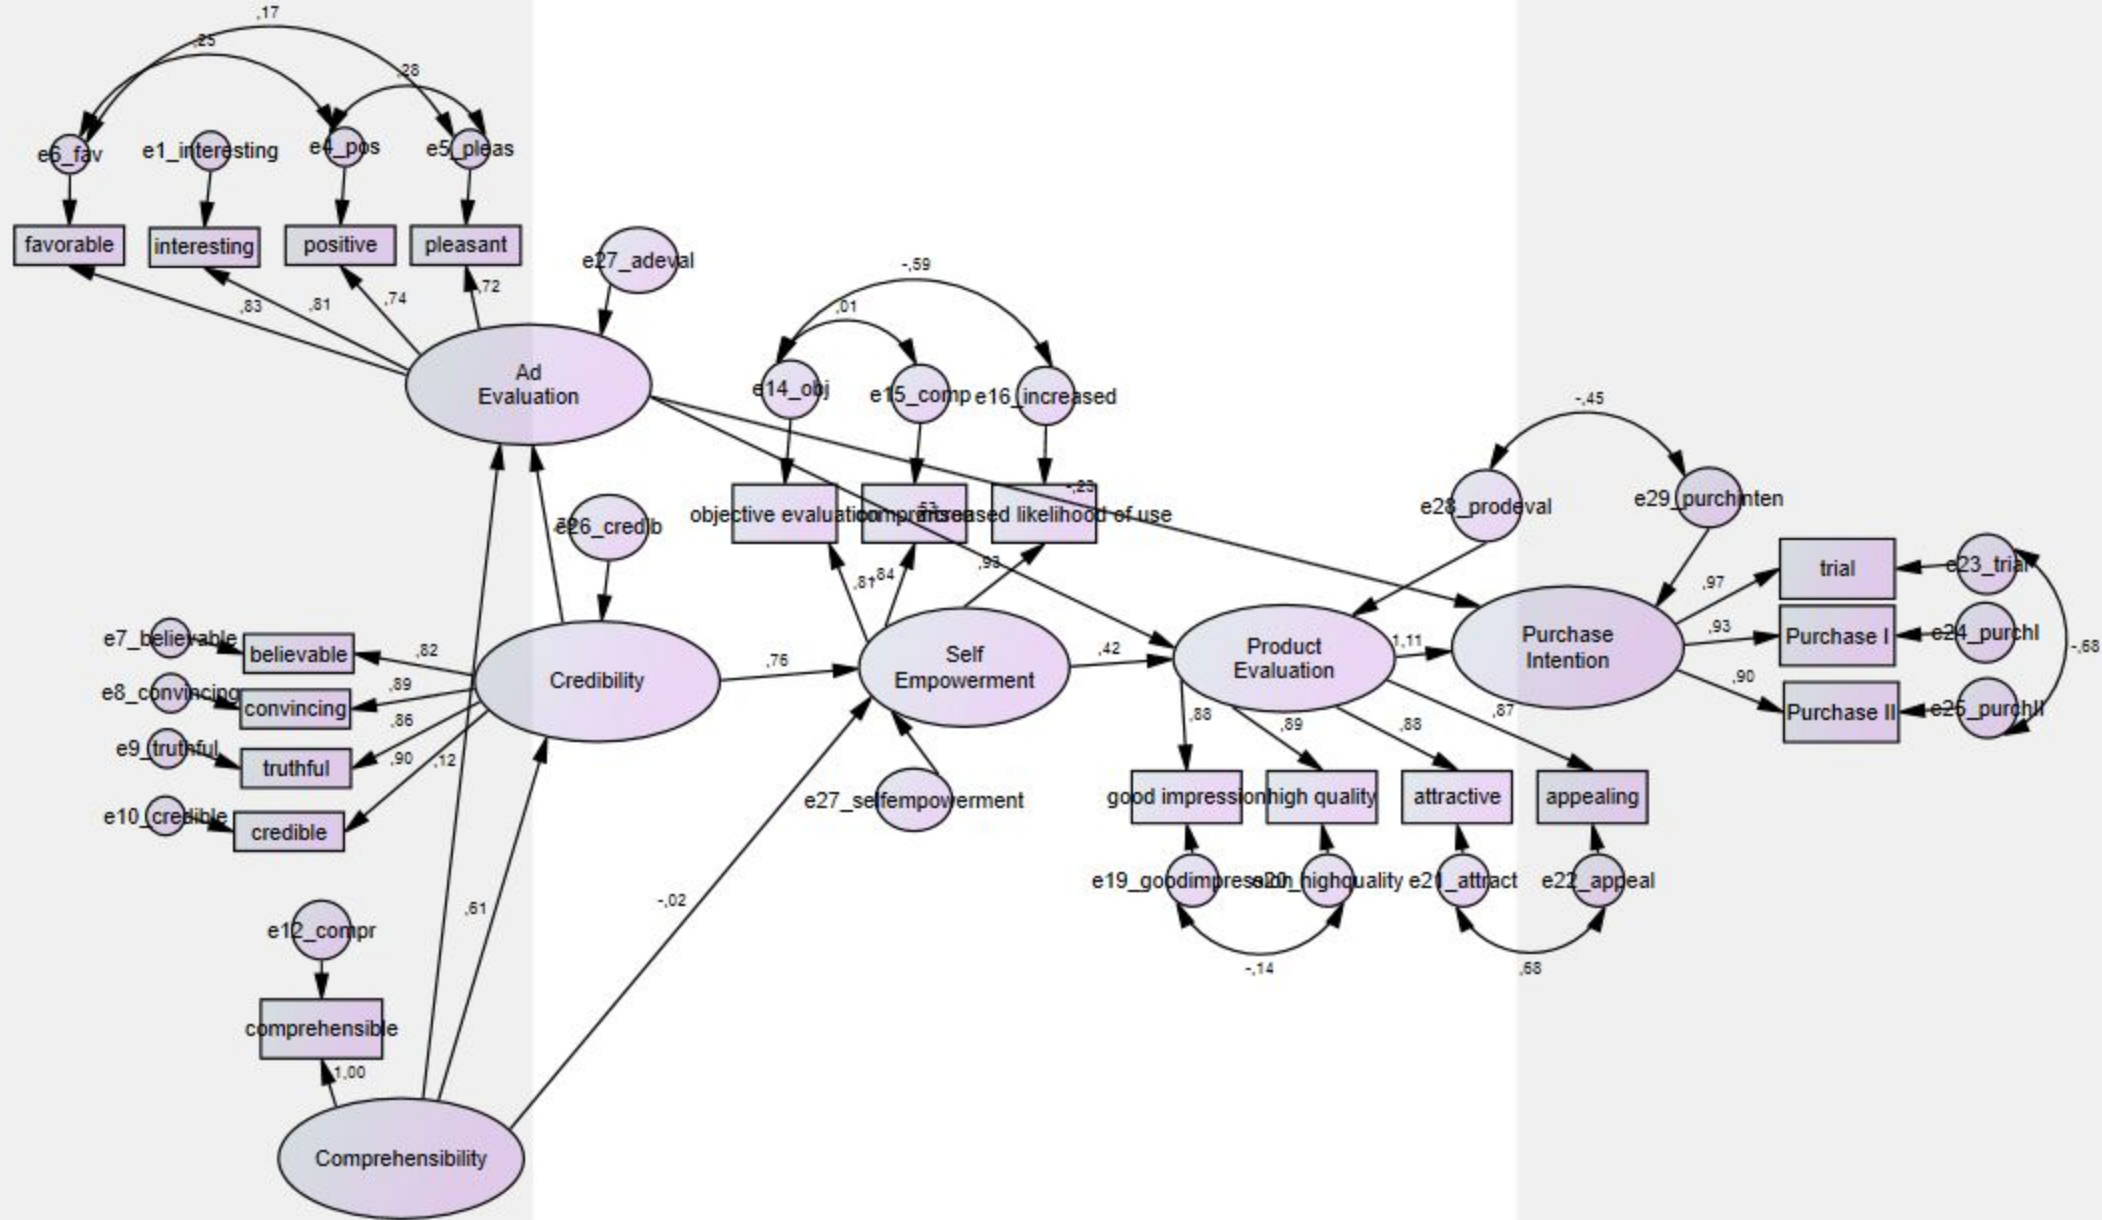 ,17
,25
,28
e6_fav
e1_interesting
e4_pos
e5_pleas
favorable
interesting
positive
pleasant
,83
,81
,74
,72
e27_adeval
Ad
Evaluation
-,59
,01
e14_obj
e15_comp
e16_increased
-,45
e28_prodeval
e29_purchinten
-,23
objective evaluation
increased likelihood of use
,53
e26_credib
,93
,81
,84
trial
e23_trial
,97
Purchase I
e24_purchI
,93
Purchase II
e25_purchII
,90
-,68
e7_believable
believable
,82
e8_convincing
convincing
,89
e9_truthful
truthful
,86
e10_credible
credible
,90
,12
Credibility
,76
Self
Empowerment
,42
Product
Evaluation
1,11
Purchase
Intention
e27_selfempowerment
,88
,89
,88
,87
good impression
high quality
attractive
appealing
e19_goodimpression
e20_highquality
e21_attract
e22_appeal
-,14
,68
,61
-,02
e12_compr
comprehensible
1,00
Comprehensibility